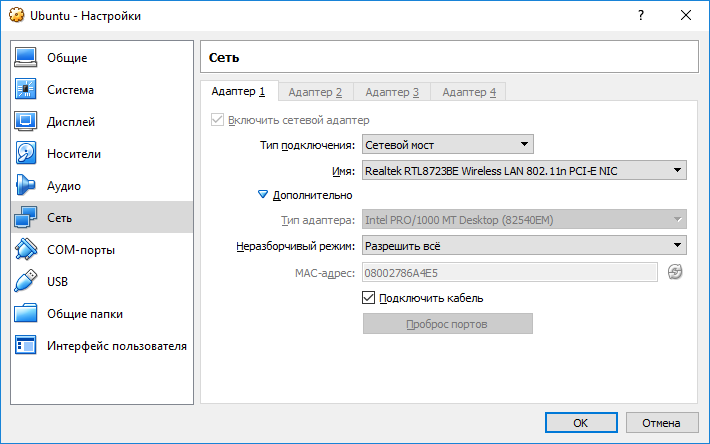 Ubuntu - Настройки
?
Общие
Система
Дисплей
Носители
Аудио
Сеть
COM-порты
USB
Общие папки
Интерфейс пользователя
Сеть
Адаптер 1 Адаптер 2 Адаптер 3 Адаптер 4
Включить сетевой адаптер
Тип подключения: Сетевой мост
Имя: Realtek RTL8723BE Wireless LAN 802.11n PCI-E NIC
Дополнительно
Тип адаптера: Intel PRO/1000 MT Desktop (82540EM)
Неразборчивый режим: Разрешить всё
MAC-адрес: 08002786A4E5
Подключить кабель
Проброс портов
OK Отмена